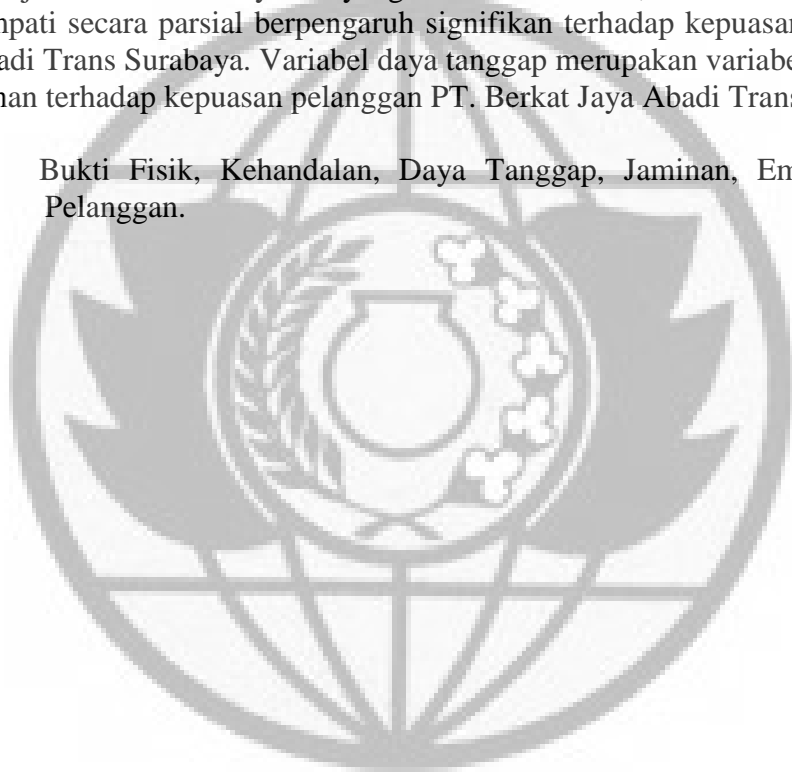 mpati secara parsial berpengaruh signifikan terhadap kepuasan
adi Trans Surabaya. Variabel daya tanggap merupakan variabe
nan terhadap kepuasan pelanggan PT. Berkat Jaya Abadi Trans
Bukti Fisik, Kehandalan, Daya Tanggap, Jaminan, Em
Pelanggan.